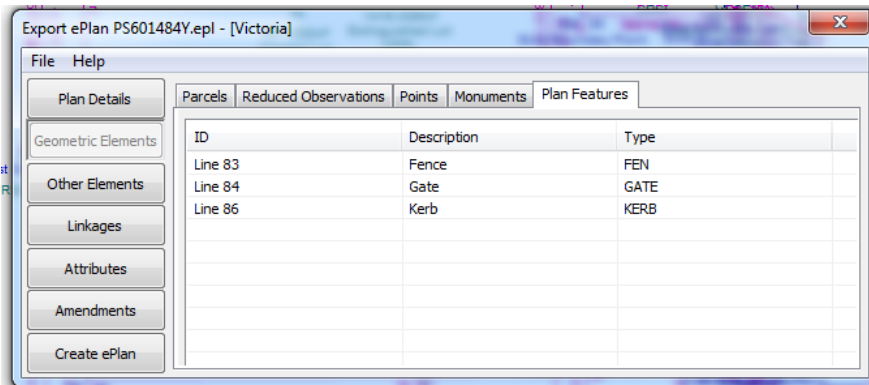 Export ePlan PS601484Y.epl - [Victoria]
File Help
Plan Details
Geometric Elements
Other Elements
Linkages
Attributes
Amendments
Create ePlan
Parcels Reduced Observations Points Monuments Plan Features
ID Description Type
Line 83 Fence FEN
Line 84 Gate GATE
Line 86 Kerb KERB